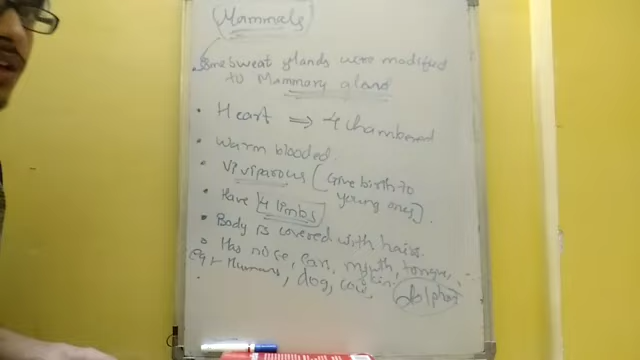 Mammals
Some sweat glands were modified
to Mammary gland
• Heart ⇒ 4 chambered
• Warm blooded.
• Viviparous [Give birth to
young ones].
• Have 4 limbs
• Body is covered with hairs.
• Has nose, ear, mouth, tongue,
skin.
eg + Humans, dog, cow,